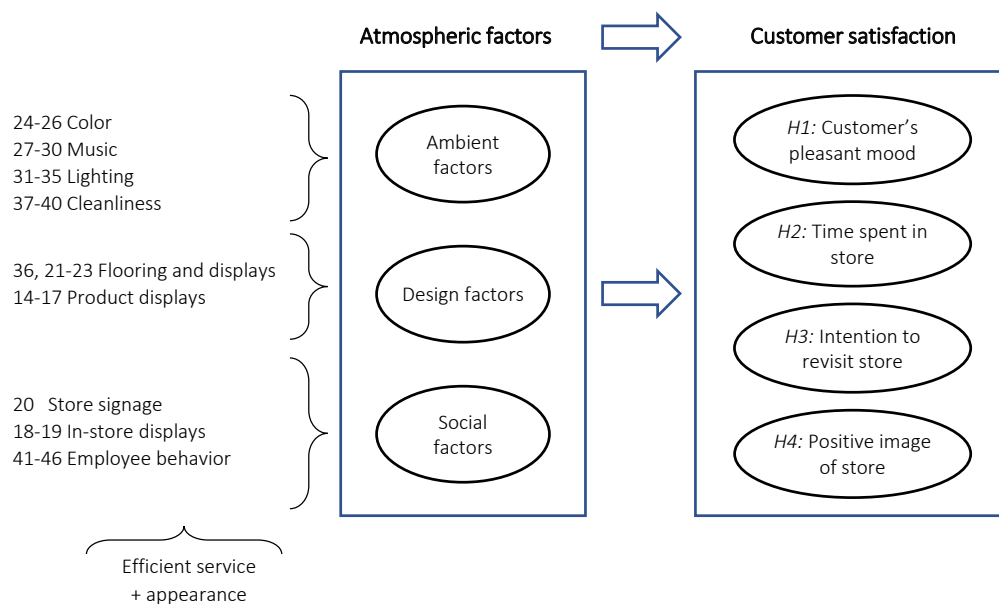 Atmospheric factors
Customer satisfaction
24-26 Color
27-30 Music
31-35 Lighting
37-40 Cleanliness
36, 21-23 Flooring and displays
14-17 Product displays
20 Store signage
18-19 In-store displays
41-46 Employee behavior
Efficient service
+ appearance
Ambient
factors
Design factors
Social
factors
H1: Customer's
pleasant mood
H2: Time spent in
store
H3: Intention to
revisit store
H4: Positive image
of store